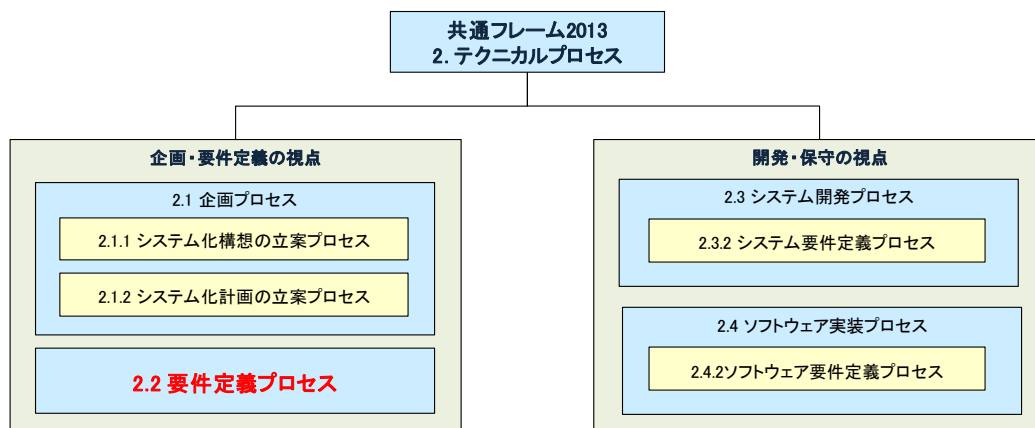 共通フレーム2013
2. テクニカルプロセス
企画・要件定義の視点
2.1 企画プロセス
2.1.1 システム化構想の立案プロセス
2.1.2 システム化計画の立案プロセス
2.2 要件定義プロセス
開発・保守の視点
2.3 システム開発プロセス
2.3.2 システム要件定義プロセス
2.4 ソフトウェア実装プロセス
2.4.2ソフトウェア要件定義プロセス